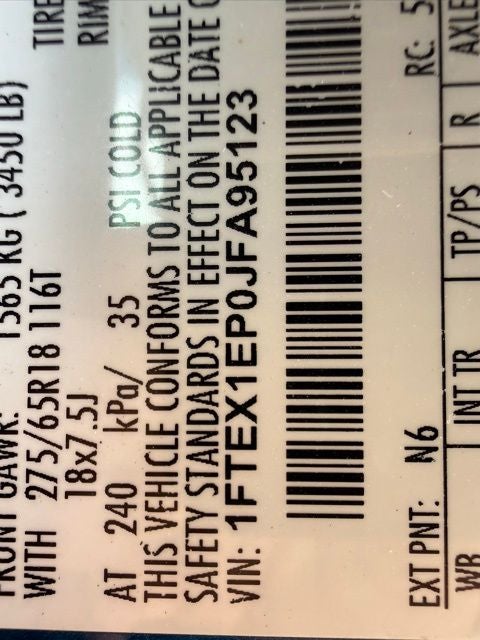 FRONT GAWR: 1565 KG ( 3450 LB)
WITH 275/65R18 116T TIRE
18x7.5J RIM
AT 240 kPa/ 35 PSI COLD
THIS VEHICLE CONFORMS TO ALL APPLICABLE
SAFETY STANDARDS IN EFFECT ON THE DATE
VIN: 1FTEX1EP0JFA95123
EXT PNT: N6 RC: 5
WB INT TR TP/PS R AXLE